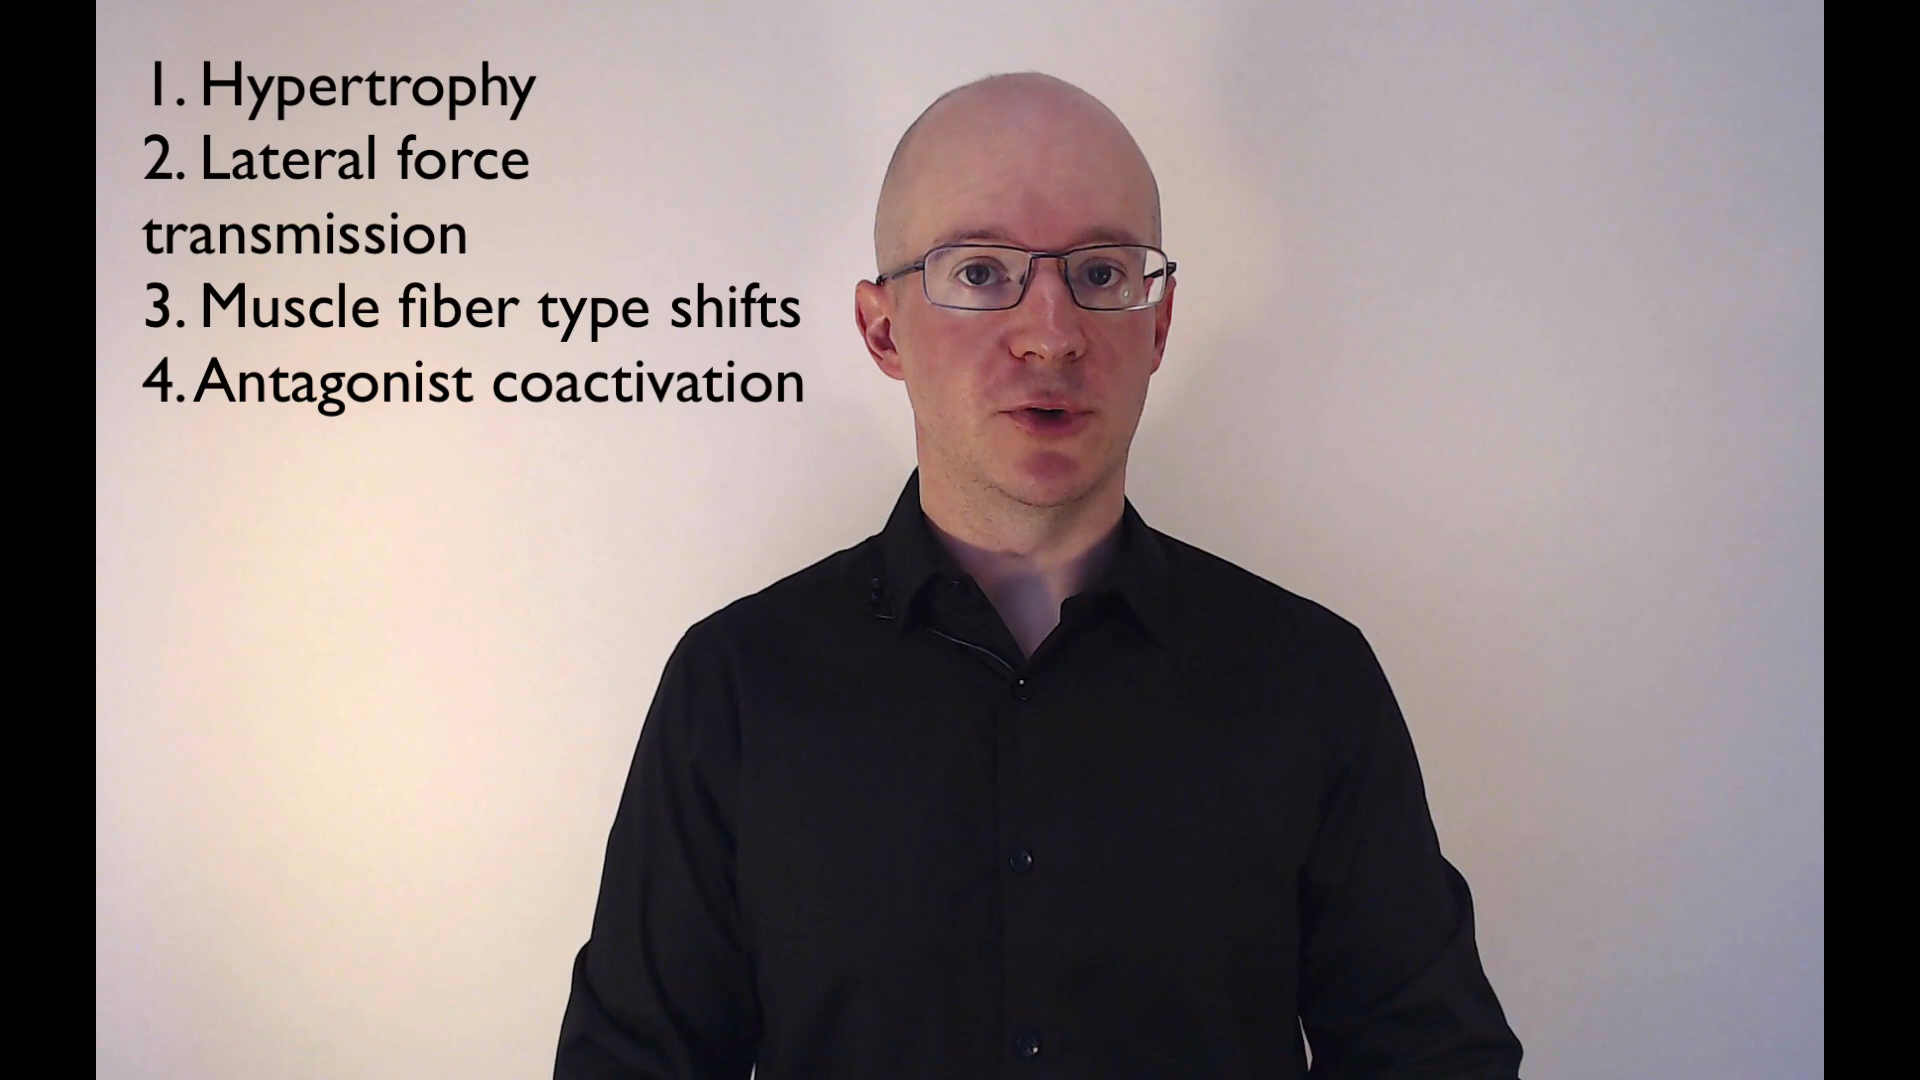 1. Hypertrophy
2. Lateral force
transmission
3. Muscle fiber type shifts
4. Antagonist coactivation